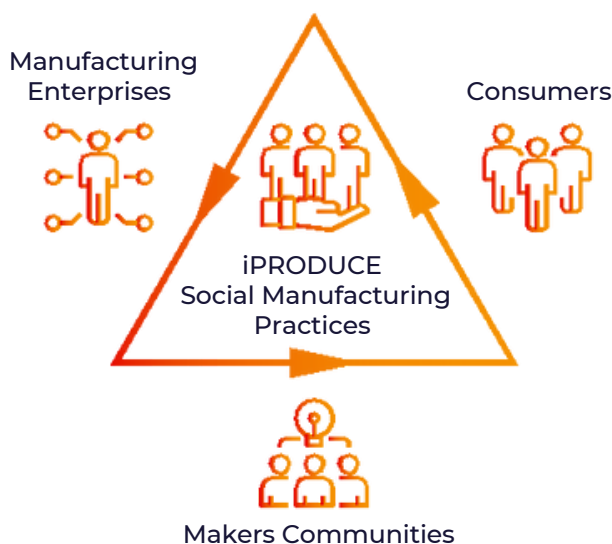 Manufacturing
Enterprises
Consumers
iPRODUCE
Social Manufacturing
Practices
Makers Communities